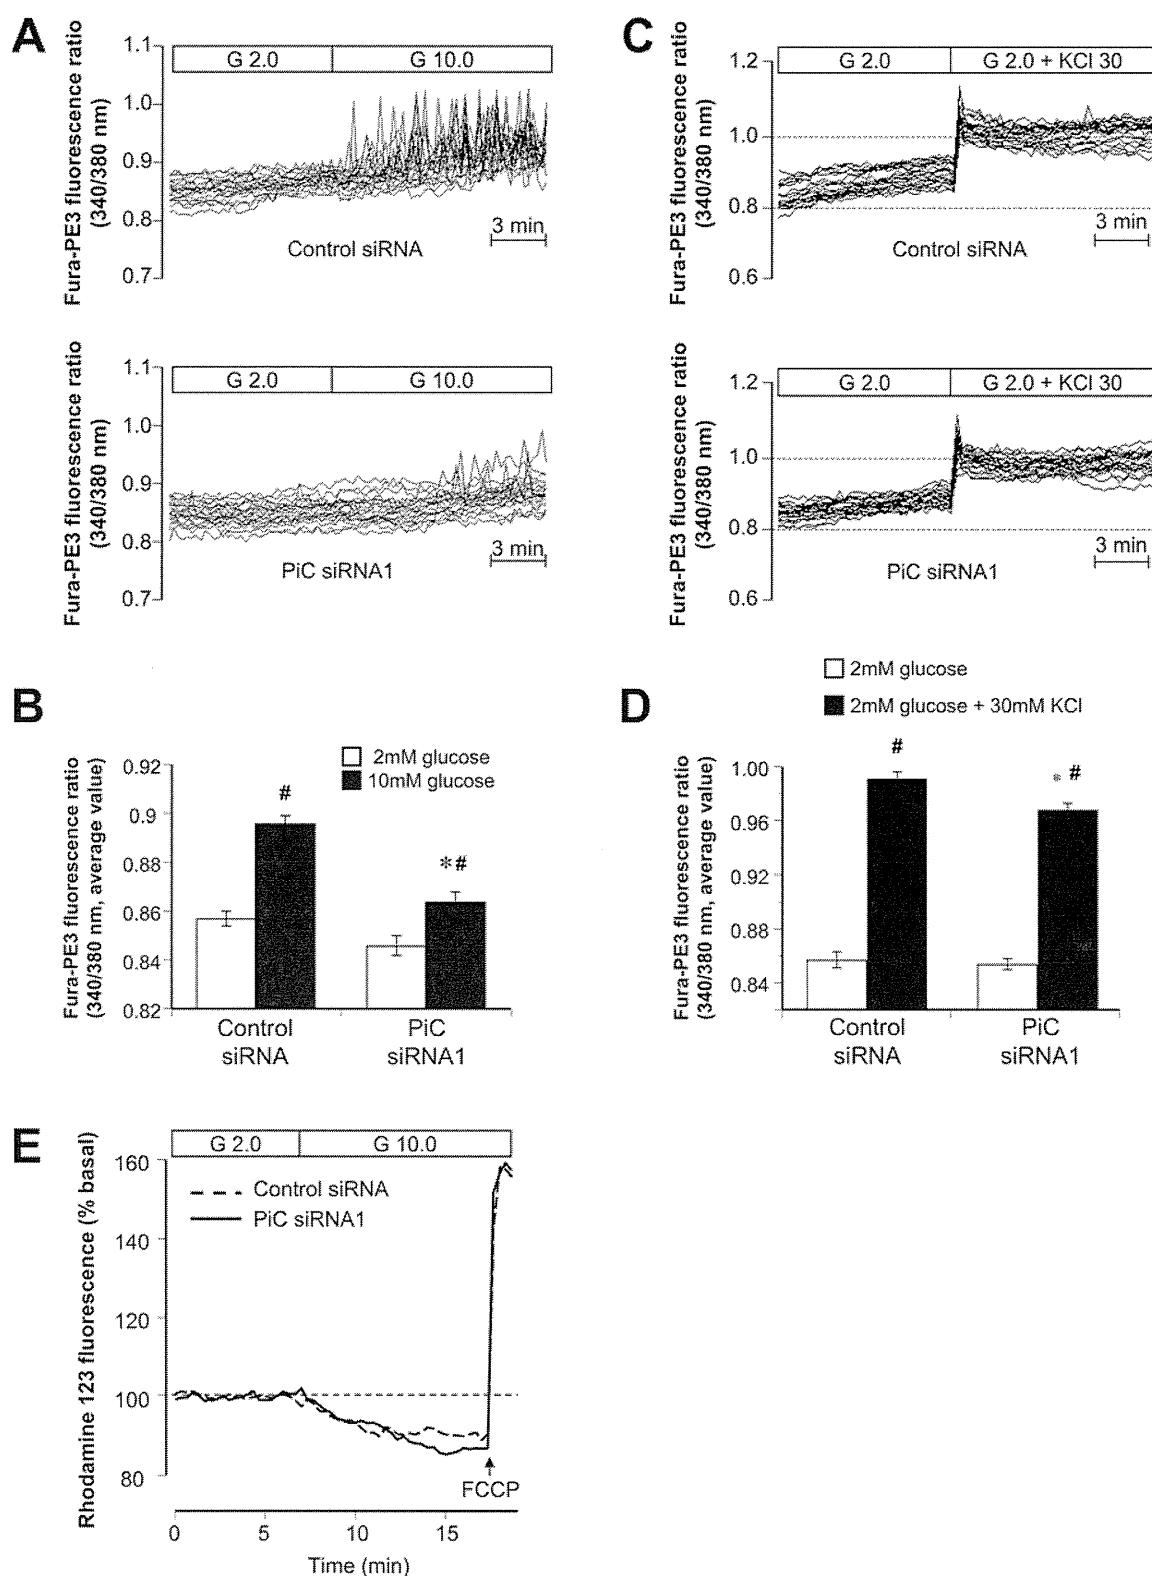 A
Fura-PE3 fluorescence ratio
(340/380 nm)
1.1
1.0
0.9
0.8
0.7
G 2.0
G 10.0
3 min
Control siRNA
Fura-PE3 fluorescence ratio
(340/380 nm)
1.1
1.0
0.9
0.8
0.7
G 2.0
G 10.0
3 min
PiC siRNA1
C
Fura-PE3 fluorescence ratio
(340/380 nm)
1.2
1.0
0.8
0.6
G 2.0
G 2.0 + KCl 30
3 min
Control siRNA
Fura-PE3 fluorescence ratio
(340/380 nm)
1.2
1.0
0.8
0.6
G 2.0
G 2.0 + KCl 30
3 min
PiC siRNA1
B
Fura-PE3 fluorescence ratio
(340/380 nm, average value)
0.92
0.9
0.88
0.86
0.84
0.82
2mM glucose
10mM glucose
#
*#
Control
siRNA
PiC
siRNA1
D
2mM glucose
2mM glucose + 30mM KCl
Fura-PE3 fluorescence ratio
(340/380 nm, average value)
1.00
0.96
0.92
0.88
0.84
#
* #
Control
siRNA
PiC
siRNA1
E
Rhodamine 123 fluorescence (% basal)
G 2.0
G 10.0
160
140
120
100
80
Control siRNA
PiC siRNA1
FCCP
0
5
10
15
Time (min)